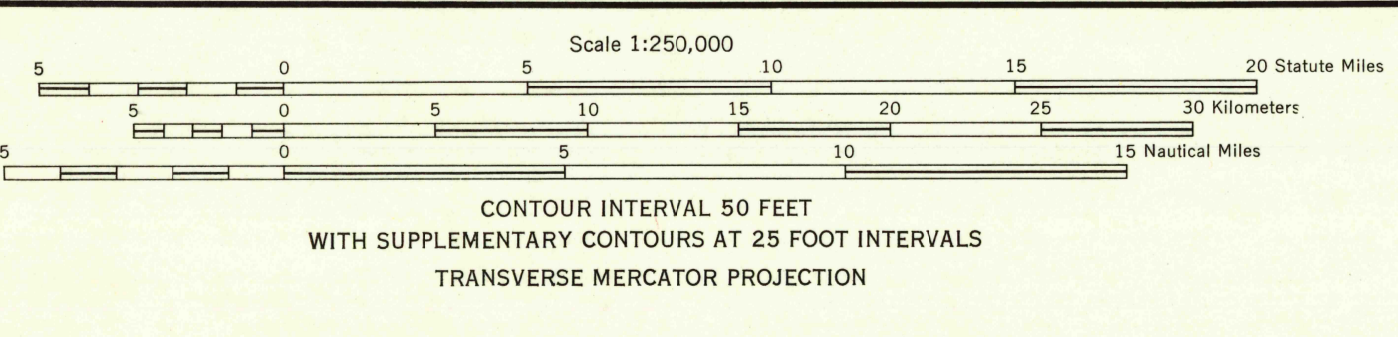 Scale 1:250,000
5 0 5 10 15 20 Statute Miles
5 0 5 10 15 20 25 30 Kilometers
5 0 5 10 15 Nautical Miles
CONTOUR INTERVAL 50 FEET
WITH SUPPLEMENTARY CONTOURS AT 25 FOOT INTERVALS
TRANSVERSE MERCATOR PROJECTION